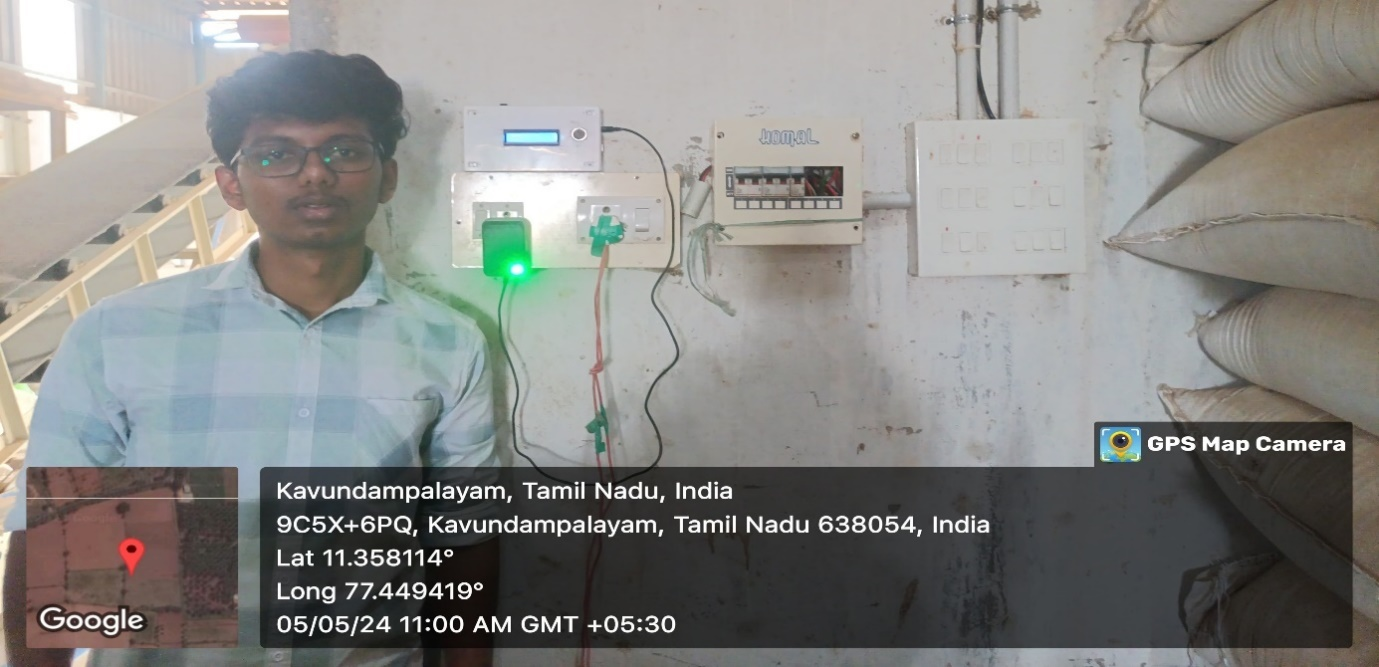 KOMAL
GPS Map Camera
Kavundampalayam, Tamil Nadu, India
9C5X+6PQ, Kavundampalayam, Tamil Nadu 638054, India
Lat 11.358114°
Long 77.449419°
05/05/24 11:00 AM GMT +05:30
Google